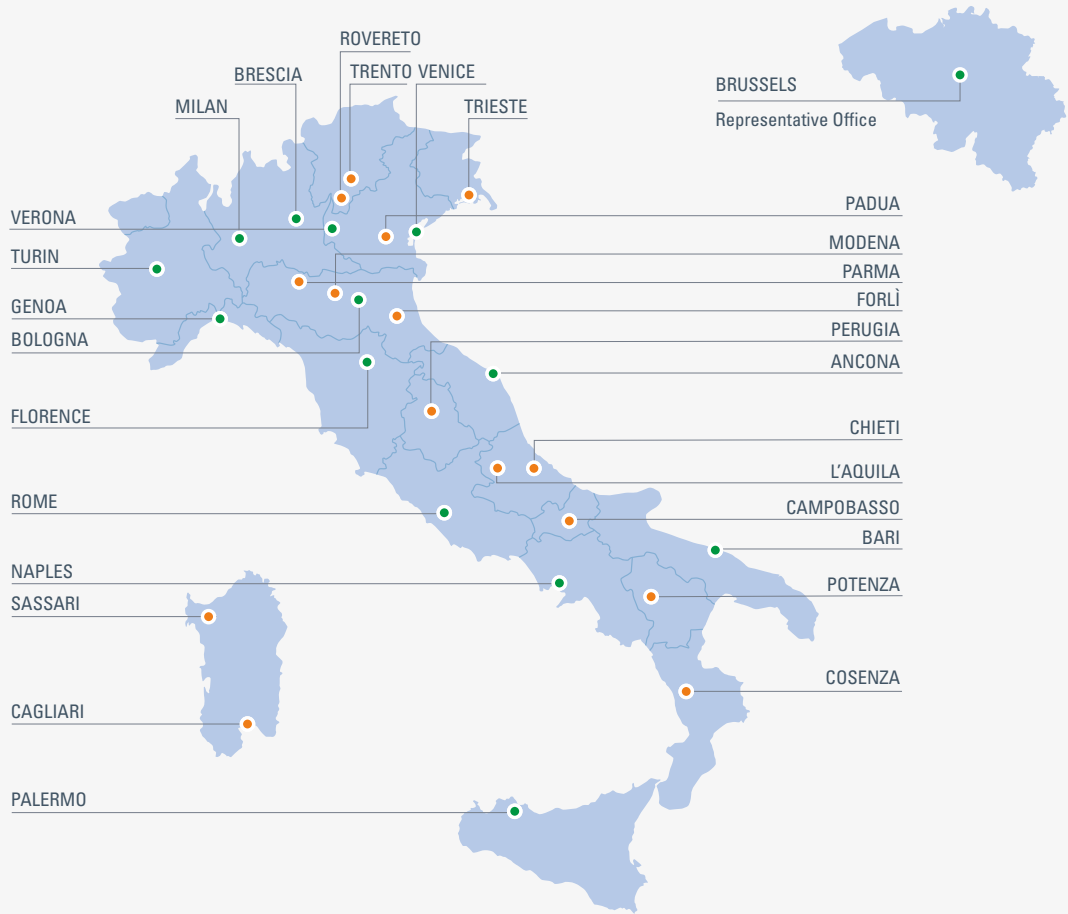 ROVERETO
BRESCIA
TRENTO
VENICE
MILAN
TRIESTE
BRUSSELS
Representative Office
VERONA
TURIN
GENOA
BOLOGNA
FLORENCE
ROME
NAPLES
SASSARI
CAGLIARI
PALERMO
PADUA
MODENA
PARMA
FORLÌ
PERUGIA
ANCONA
CHIETI
L'AQUILA
CAMPOBASSO
BARI
POTENZA
COSENZA